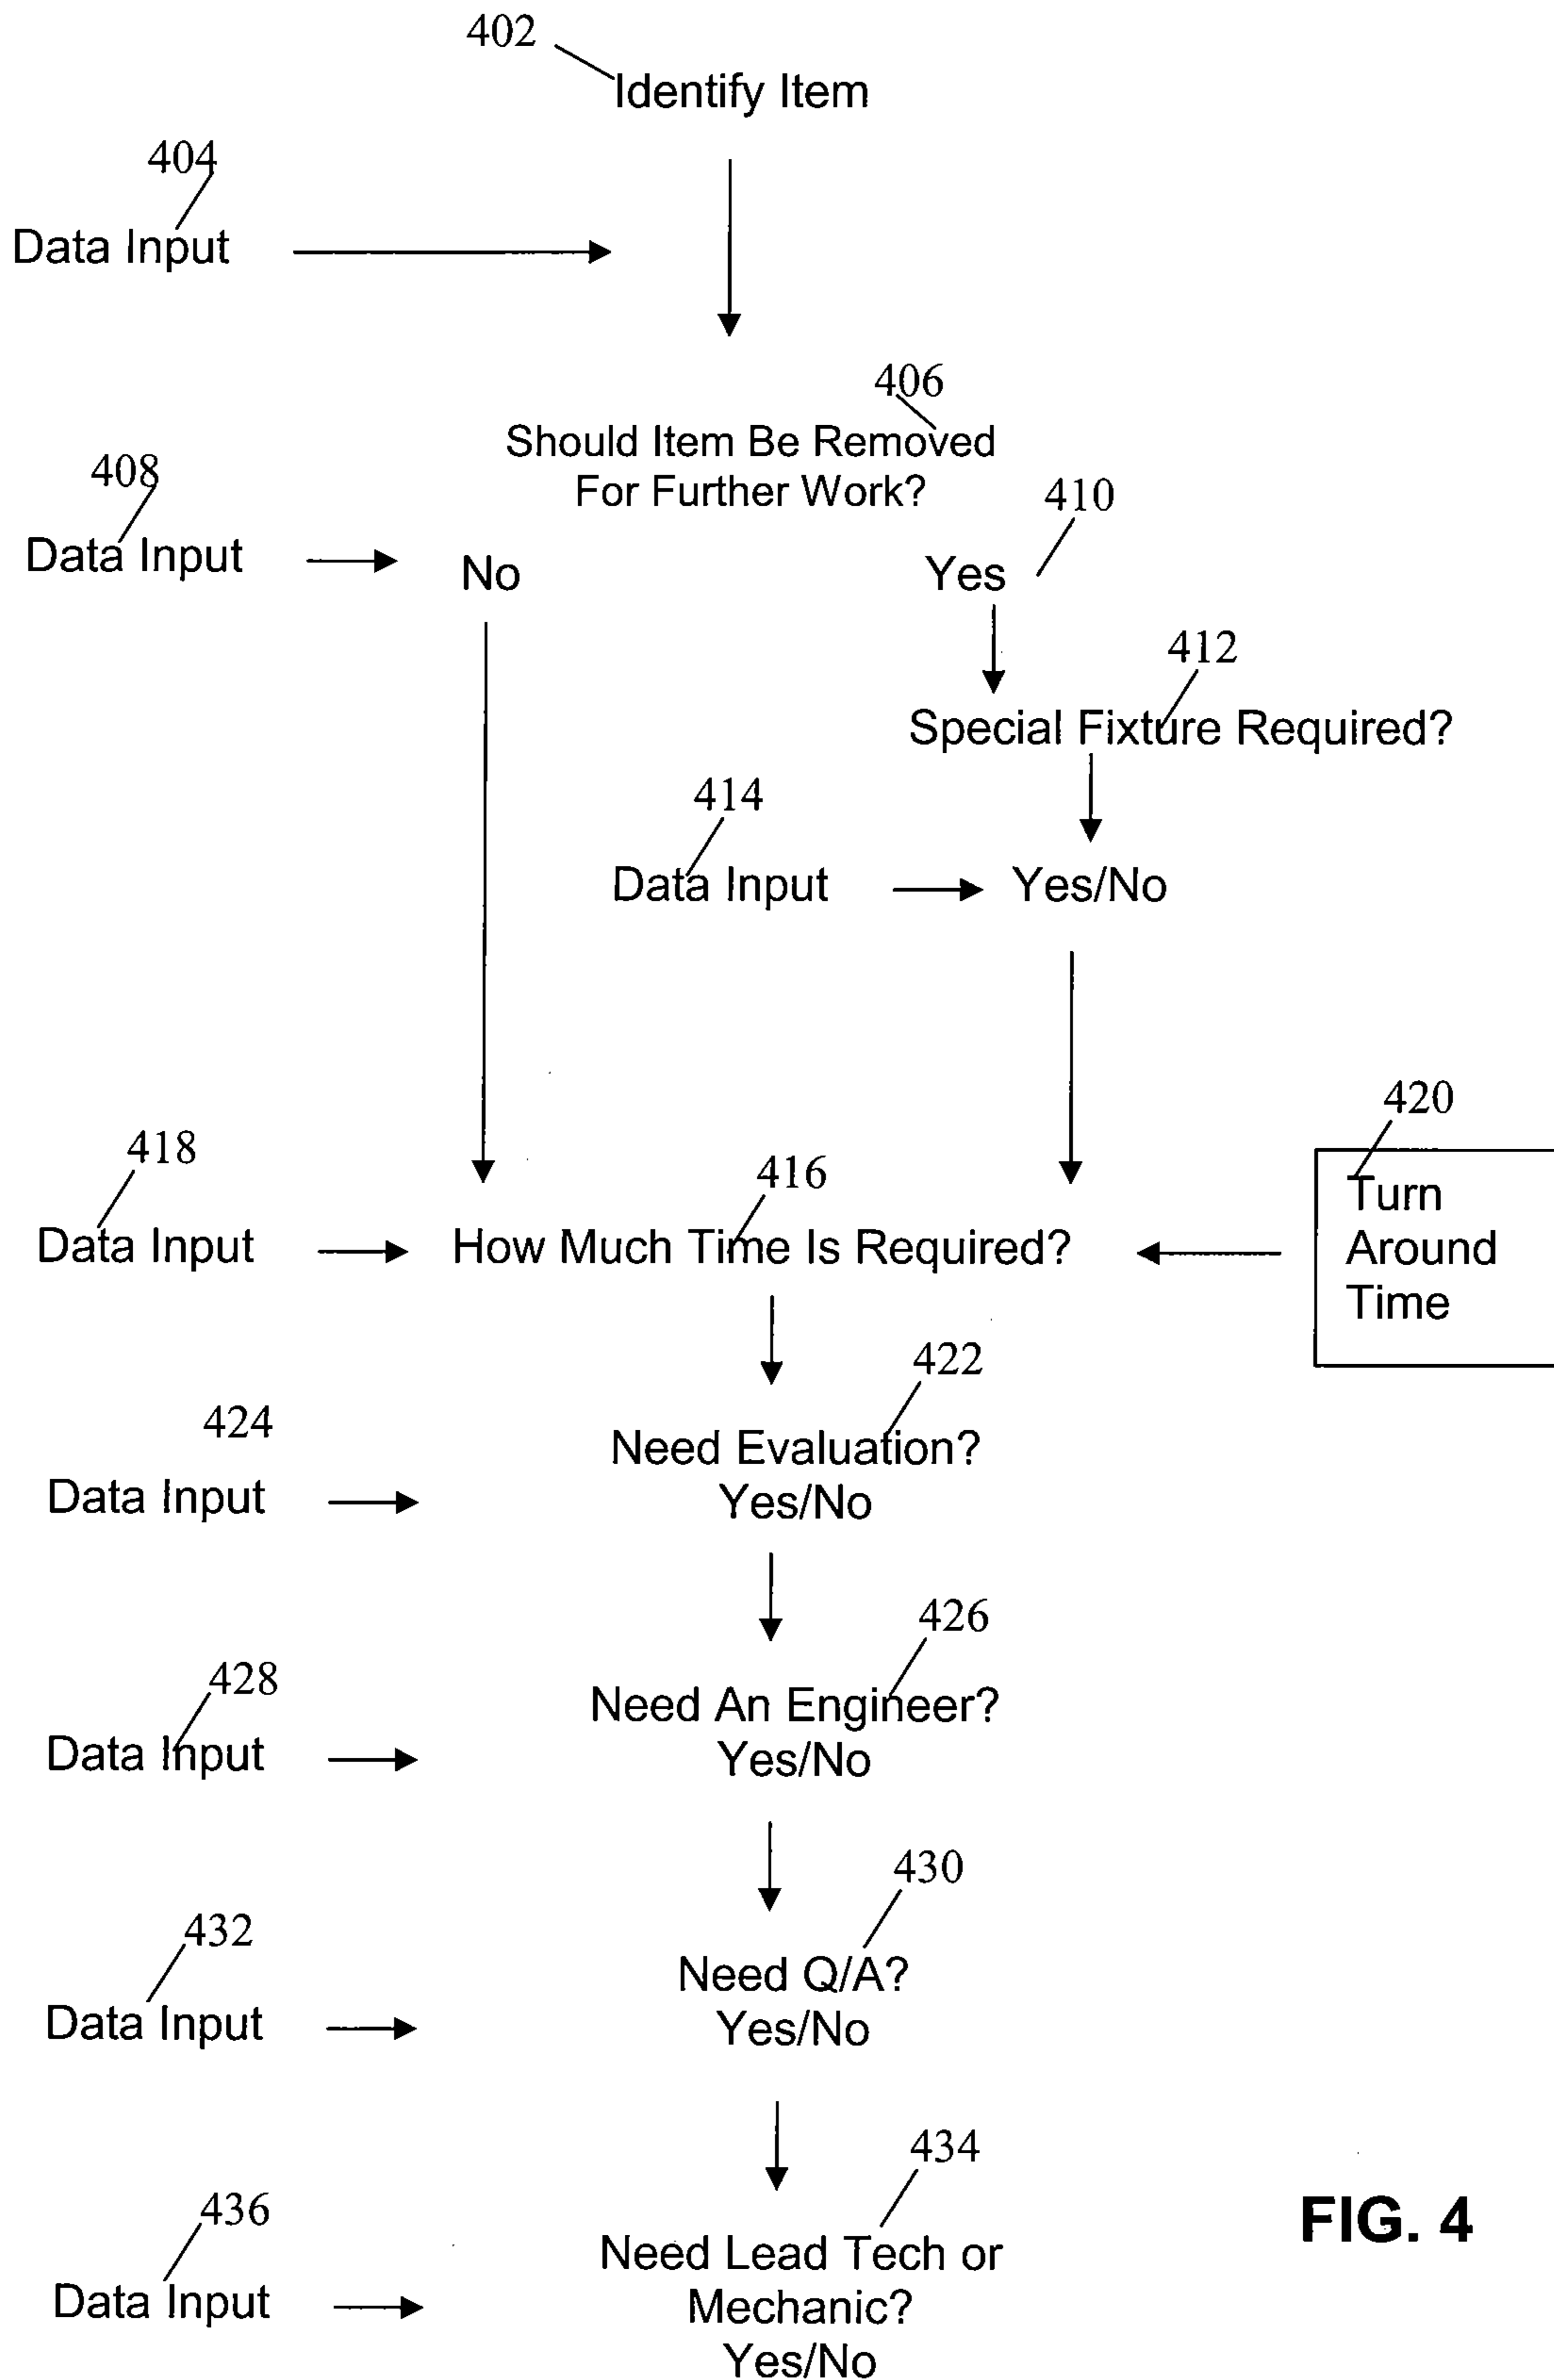 402
Identify Item
404
Data Input
406
Should Item Be Removed
For Further Work?
408
410
Data Input
No
Yes
412
Special Fixture Required?
414
Data Input
Yes/No
420
418
416
Turn
Around
Time
Data Input
How Much Time Is Required?
422
424
Need Evaluation?
Data Input
Yes/No
426
428
Need An Engineer?
Data Input
Yes/No
430
432
Need Q/A?
Data Input
Yes/No
434
436
Need Lead Tech or
Mechanic?
Data Input
Yes/No
FIG. 4